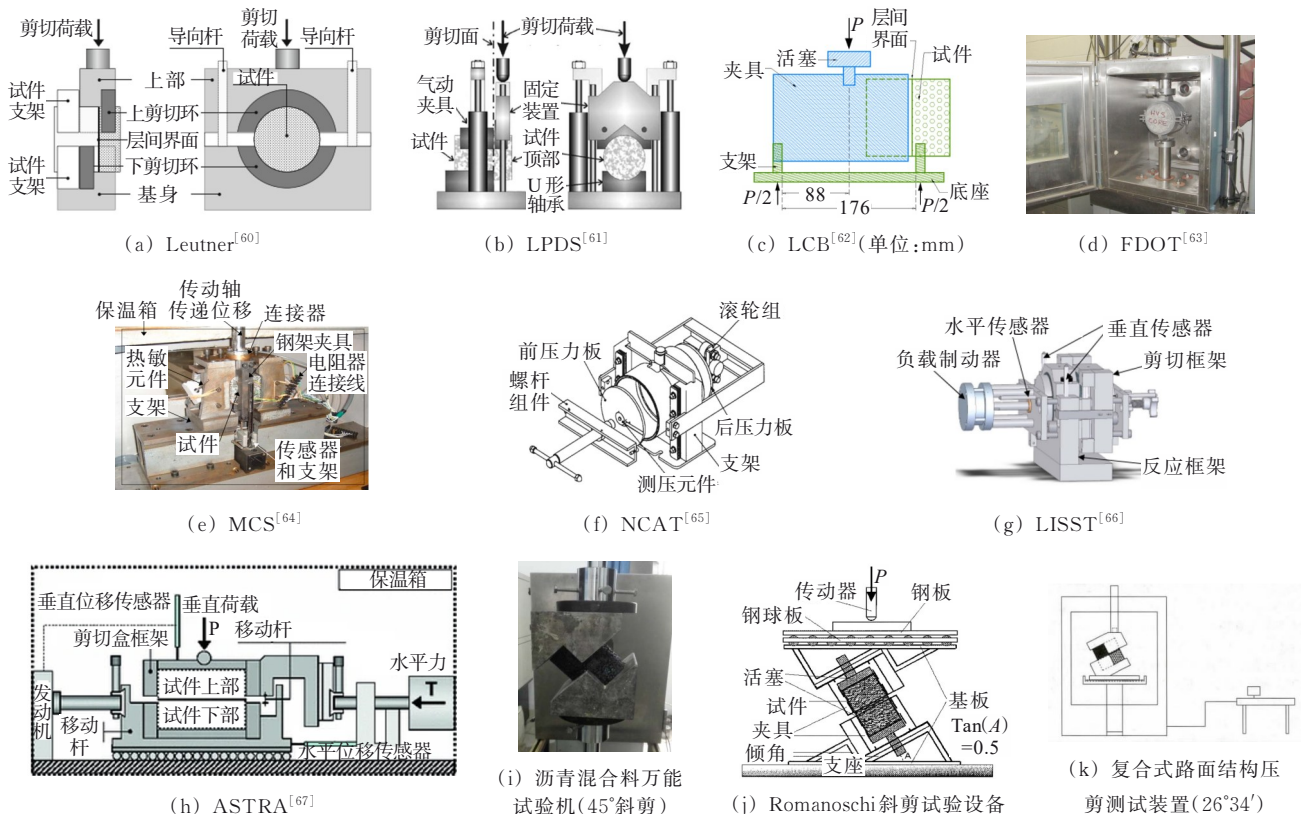 剪切荷载
导向杆
剪切
荷载
导向杆
试件
上部
试件
支架
上剪切环
层间界面
下剪切环
试件
支架
基身
(a) Leutner[60]
剪切面
剪切荷载
气动
夹具
固定
装置
试件
试件
顶部
U形
轴承
(b) LPDS[61]
P
层间
界面
活塞
试件
夹具
支架
P/2
88
176
P/2
底座
(c) LCB[62](单位:mm)
(d) FDOT[63]
传动轴
保温箱
传递位移
连接器
热敏
元件
钢架夹具
电阻器
连接线
支架
试件
传感器
和支架
(e) MCS[64]
滚轮组
前压力板
螺杆
组件
后压力板
支架
测压元件
(f) NCAT[65]
水平传感器
垂直传感器
负载制动器
剪切框架
反应框架
(g) LISST[66]
保温箱
垂直位移传感器
垂直荷载
P
剪切盒框架
移动杆
水平力
试件上部
T
试件下部
发动机
移动
杆
水平位移传感器
(h) ASTRA[67]
(i) 沥青混合料万能
试验机(45°斜剪)
P
传动器
钢板
钢球板
活塞
试件
基板
夹具
Tan(A)
=0.5
倾角
支座
A
(j) Romanoschi斜剪试验设备
(k) 复合式路面结构压
剪测试装置(26°34′)